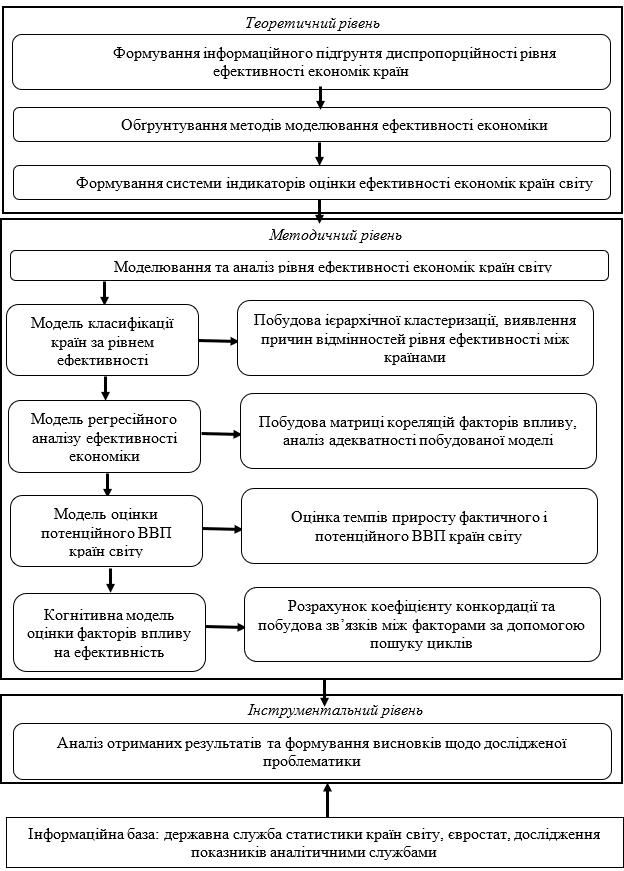 Теоретичний рівень
Формування інформаційного підґрунтя диспропорційності рівня
ефективності економік країн
Обґрунтування методів моделювання ефективності економіки
Формування системи індикаторів оцінки ефективності економік країн світу
Методичний рівень
Моделювання та аналіз рівня ефективності економік країн світу
Модель класифікації
країн за рівнем
ефективності
Побудова ієрархічної кластеризації, виявлення
причин відмінностей рівня ефективності між
країнами
Модель регресійного
аналізу ефективності
економіки
Побудова матриці кореляцій факторів впливу,
аналіз адекватності побудованої моделі
Модель оцінки
потенційного ВВП
країн світу
Оцінка темпів приросту фактичного і
потенційного ВВП країн світу
Когнітивна модель
оцінки факторів впливу
на ефективність
Розрахунок коефіцієнту конкордації та
побудова зв’язків між факторами за допомогою
пошуку циклів
Інструментальний рівень
Аналіз отриманих результатів та формування висновків щодо дослідженої
проблематики
Інформаційна база: державна служба статистики країн світу, євростат, дослідження
показників аналітичними службами